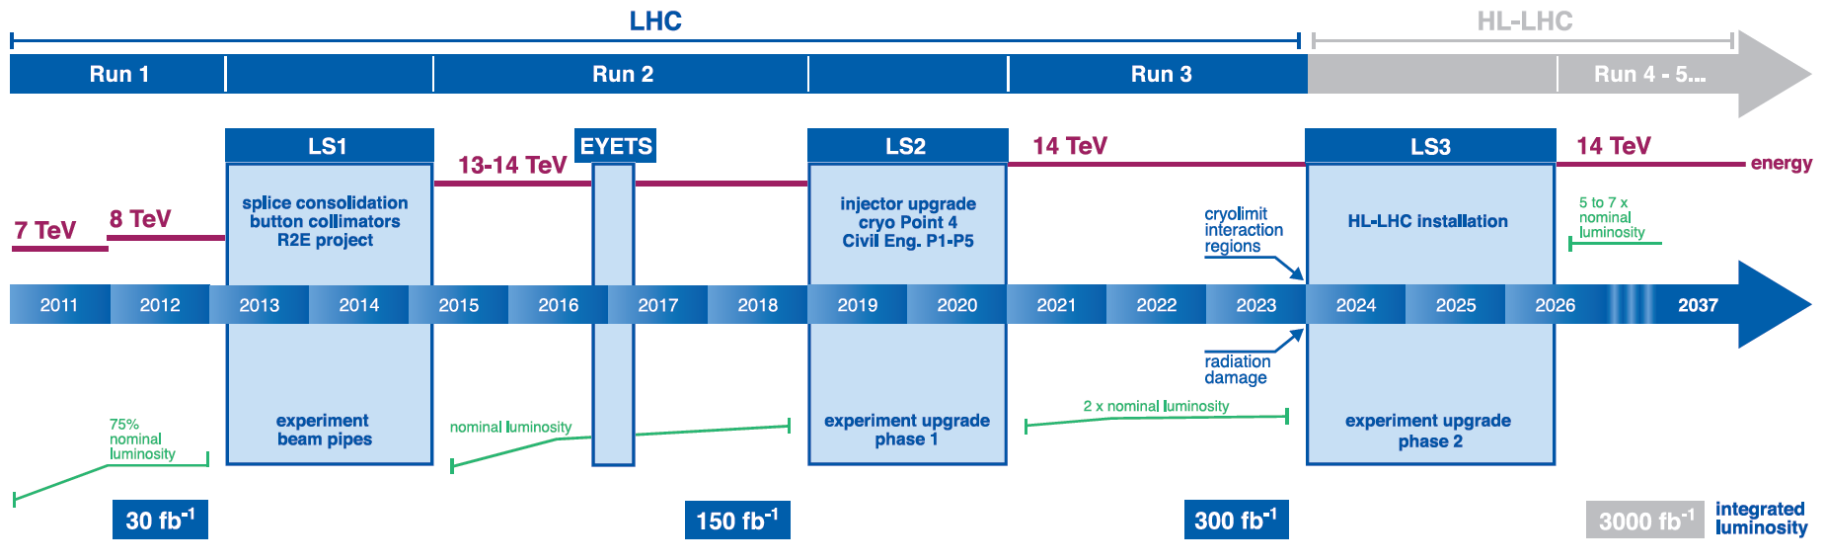 LHC
HL-LHC
Run 1
Run 2
Run 3
Run 4 - 5...
LS1
EYETS
LS2
LS3
14 TeV
14 TeV
13-14 TeV
energy
splice consolidation
button collimators
R2E project
injector upgrade
cryo Point 4
Civil Eng. P1-P5
cryolimit
interaction
regions
HL-LHC installation
5 to 7 x
nominal
luminosity
7 TeV
8 TeV
2011
2012
2013
2014
2015
2016
2017
2018
2019
2020
2021
2022
2023
2024
2025
2026
2037
radiation
damage
75%
nominal
luminosity
experiment
beam pipes
nominal luminosity
experiment upgrade
phase 1
2 x nominal luminosity
experiment upgrade
phase 2
30 fb⁻¹
150 fb⁻¹
300 fb⁻¹
3000 fb⁻¹
integrated
luminosity